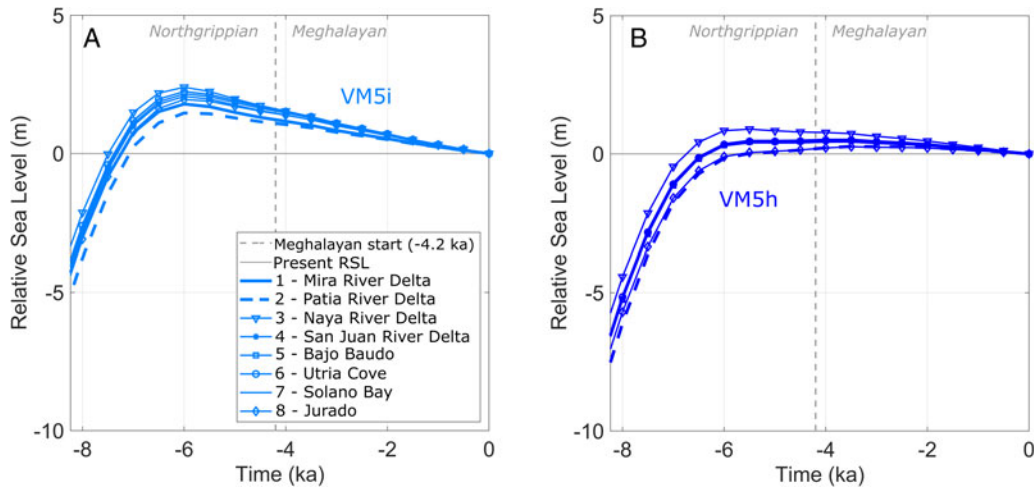 A
Northgrippian
Meghalayan
VM5i
Relative Sea Level (m)
5
0
-5
-10
-8
-6
-4
-2
0
Time (ka)
Meghalayan start (-4.2 ka)
Present RSL
1 - Mira River Delta
2 - Patia River Delta
3 - Naya River Delta
4 - San Juan River Delta
5 - Bajo Baudo
6 - Utria Cove
7 - Solano Bay
8 - Jurado
B
Northgrippian
Meghalayan
VM5h
Relative Sea Level (m)
5
0
-5
-10
-8
-6
-4
-2
0
Time (ka)